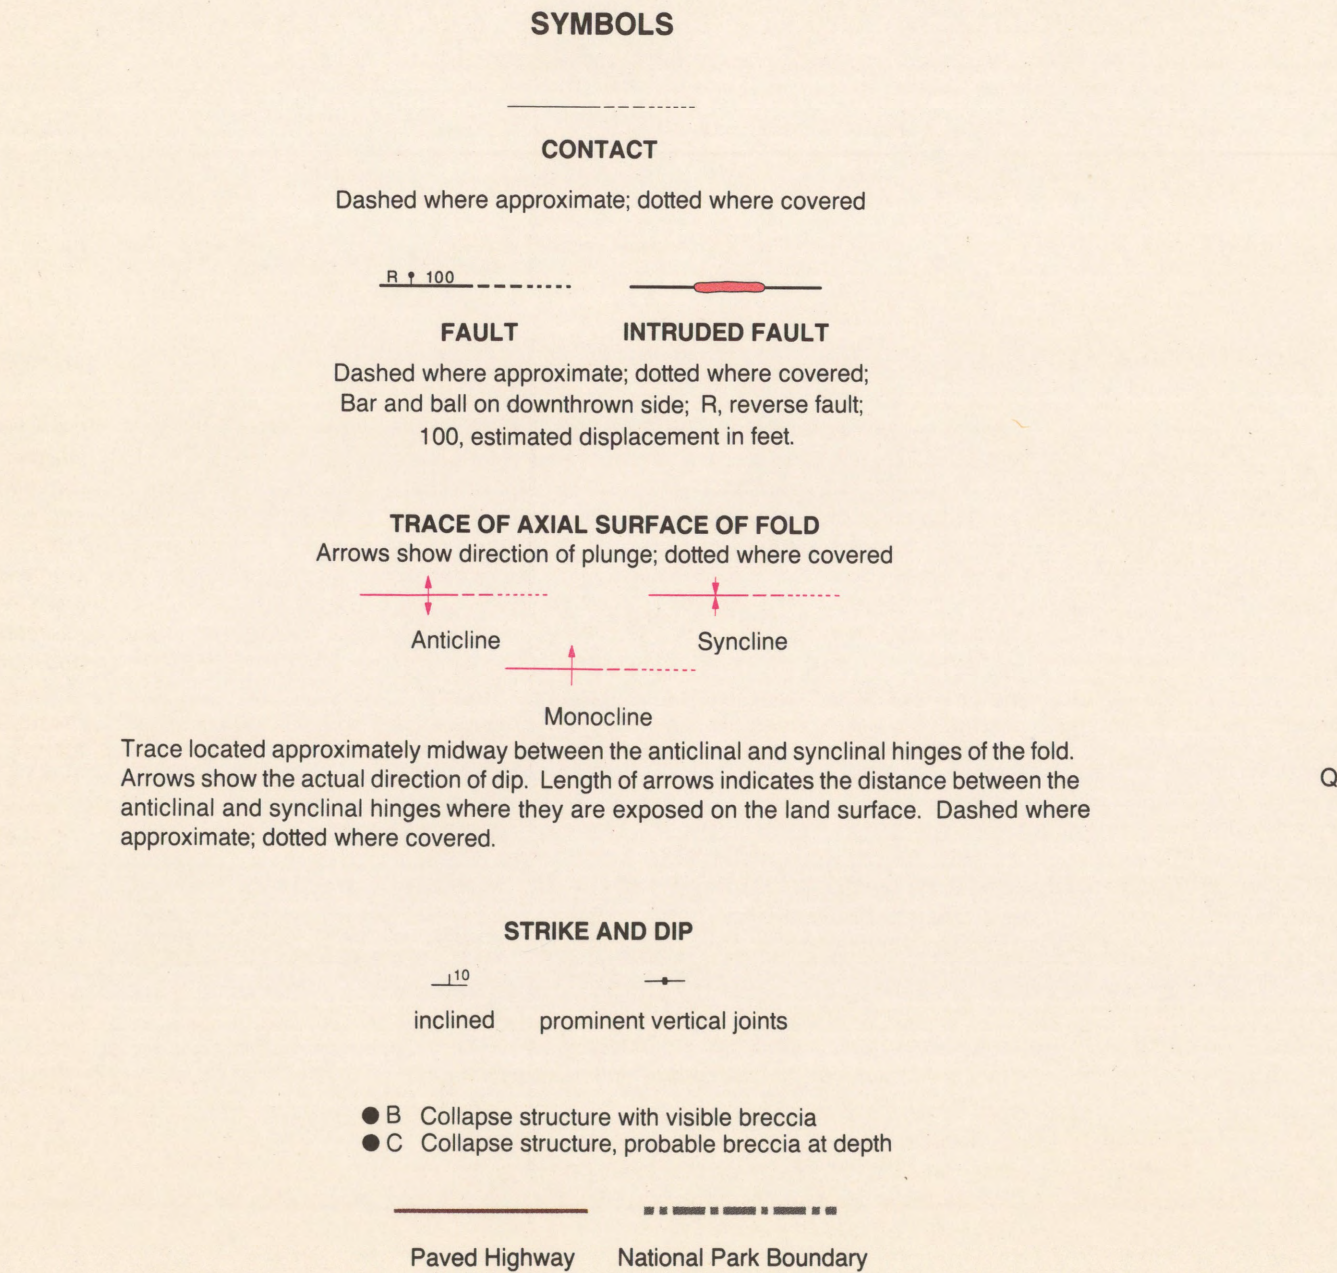 SYMBOLS
CONTACT
Dashed where approximate; dotted where covered
R 100
FAULT INTRUDED FAULT
Dashed where approximate; dotted where covered;
Bar and ball on downthrown side; R, reverse fault;
100, estimated displacement in feet.
TRACE OF AXIAL SURFACE OF FOLD
Arrows show direction of plunge; dotted where covered
Anticline Syncline
Monocline
Trace located approximately midway between the anticlinal and synclinal hinges of the fold.
Arrows show the actual direction of dip. Length of arrows indicates the distance between the
anticlinal and synclinal hinges where they are exposed on the land surface. Dashed where
approximate; dotted where covered.
Q
STRIKE AND DIP
10
inclined prominent vertical joints
B Collapse structure with visible breccia
C Collapse structure, probable breccia at depth
Paved Highway National Park Boundary